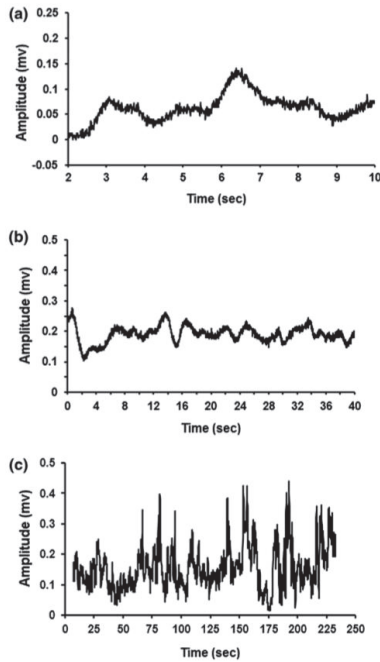 (a)
Amplitude (mv)
0.25
0.2
0.15
0.1
0.05
0
-0.05
2 3 4 5 6 7 8 9 10
Time (sec)
(b)
Amplitude (mv)
0.5
0.4
0.3
0.2
0.1
0
0 4 6 12 16 20 24 28 32 36 40
Time (sec)
(c)
Amplitude (mv)
0.5
0.4
0.3
0.2
0.1
0
0 25 50 75 100 125 150 175 200 225 250
Time (sec)